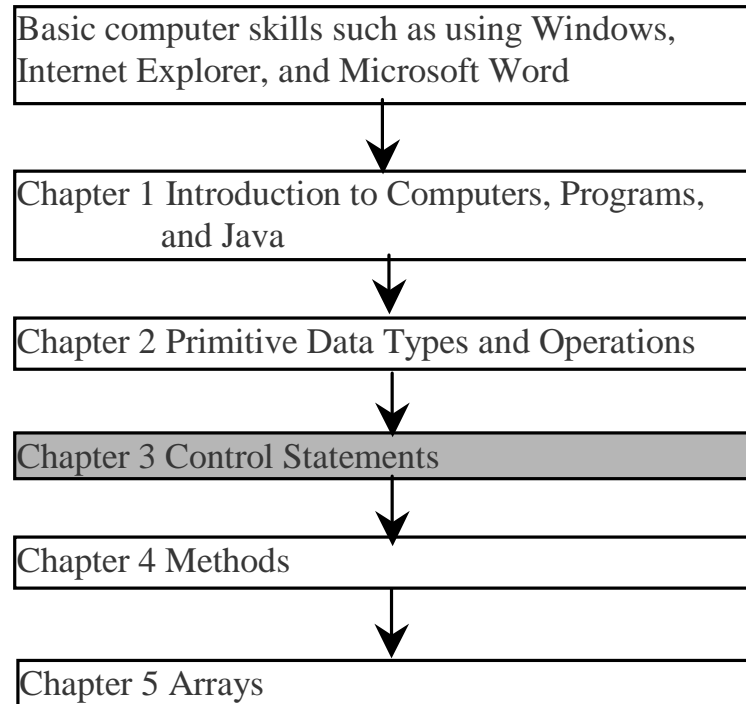 Basic computer skills such as using Windows,
Internet Explorer, and Microsoft Word
Chapter 1 Introduction to Computers, Programs,
and Java
Chapter 2 Primitive Data Types and Operations
Chapter 3 Control Statements
Chapter 4 Methods
Chapter 5 Arrays